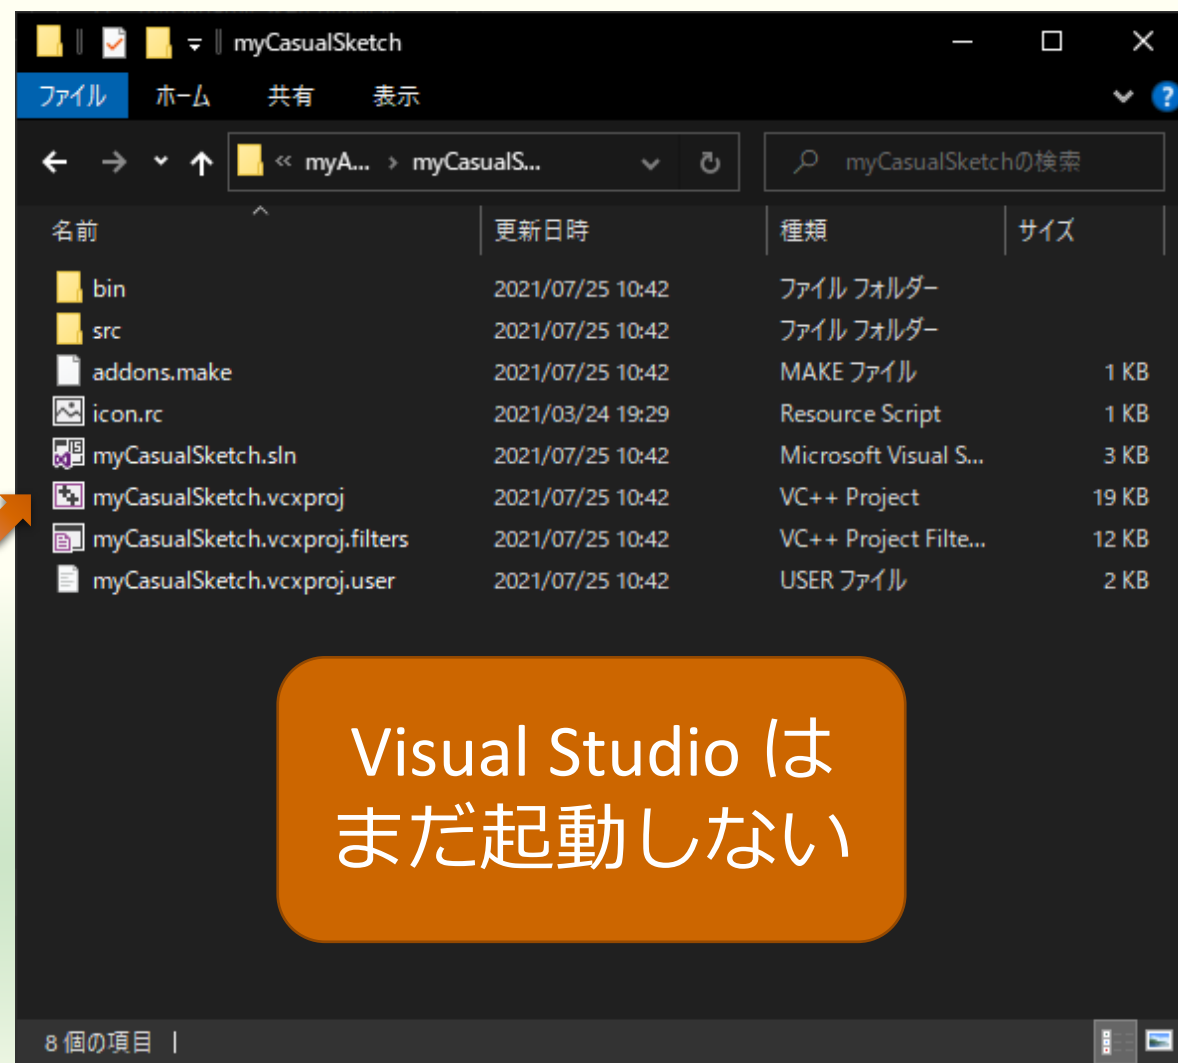 myCasualSketch
ファイル ホーム 共有 表示
« myA... › myCasualS... myCasualSketchの検索
名前 更新日時 種類 サイズ
bin 2021/07/25 10:42 ファイル フォルダー
src 2021/07/25 10:42 ファイル フォルダー
addons.make 2021/07/25 10:42 MAKE ファイル 1 KB
icon.rc 2021/03/24 19:29 Resource Script 1 KB
myCasualSketch.sln 2021/07/25 10:42 Microsoft Visual S... 3 KB
myCasualSketch.vcxproj 2021/07/25 10:42 VC++ Project 19 KB
myCasualSketch.vcxproj.filters 2021/07/25 10:42 VC++ Project Filte... 12 KB
myCasualSketch.vcxproj.user 2021/07/25 10:42 USER ファイル 2 KB
Visual Studio は
まだ起動しない
8 個の項目